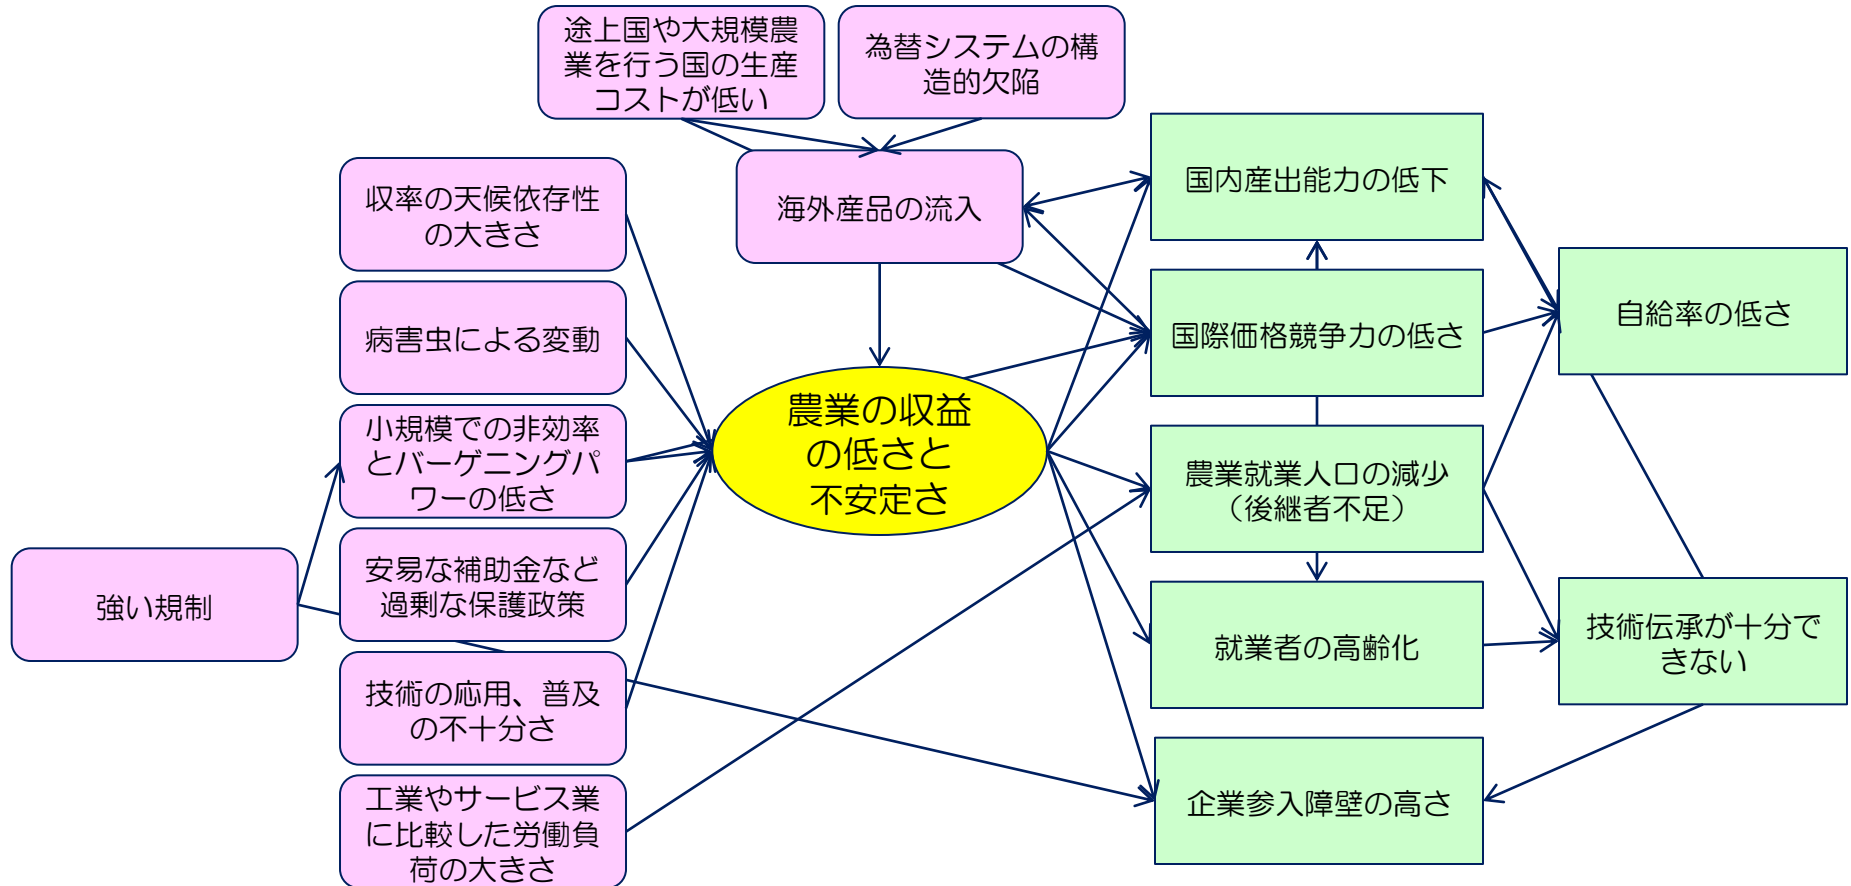 途上国や大規模農
業を行う国の生産
コストが低い
為替システムの構
造的欠陥
収率の天候依存性
の大きさ
海外産品の流入
国内産出能力の低下
病害虫による変動
国際価格競争力の低さ
自給率の低さ
小規模での非効率
とバーゲニングパ
ワーの低さ
農業の収益
の低さと
不安定さ
農業就業人口の減少
（後継者不足）
強い規制
安易な補助金など
過剰な保護政策
就業者の高齢化
技術伝承が十分で
きない
技術の応用、普及
の不十分さ
企業参入障壁の高さ
工業やサービス業
に比較した労働負
荷の大きさ